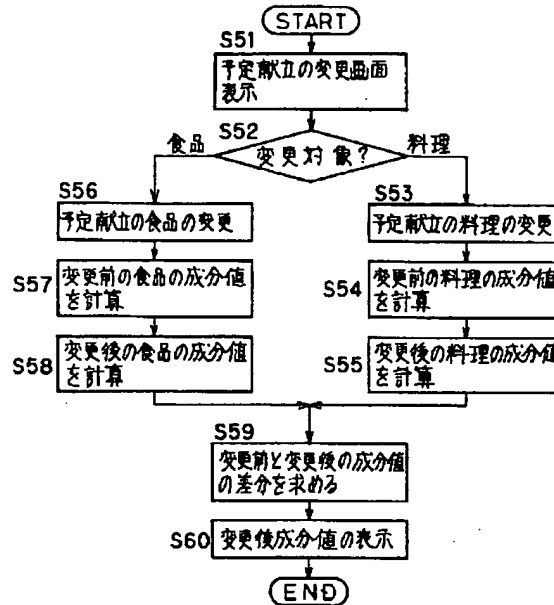 START
S51
予定献立の変更画面
表示
S52
食品
変更対象？
料理
S56
予定献立の食品の変更
S53
予定献立の料理の変更
S57
変更前の食品の成分値
を計算
S54
変更前の料理の成分値
を計算
S58
変更後の食品の成分値
を計算
S55
変更後の料理の成分値
を計算
S59
変更前と変更後の成分値
の差分を求める
S60
変更後成分値の表示
END